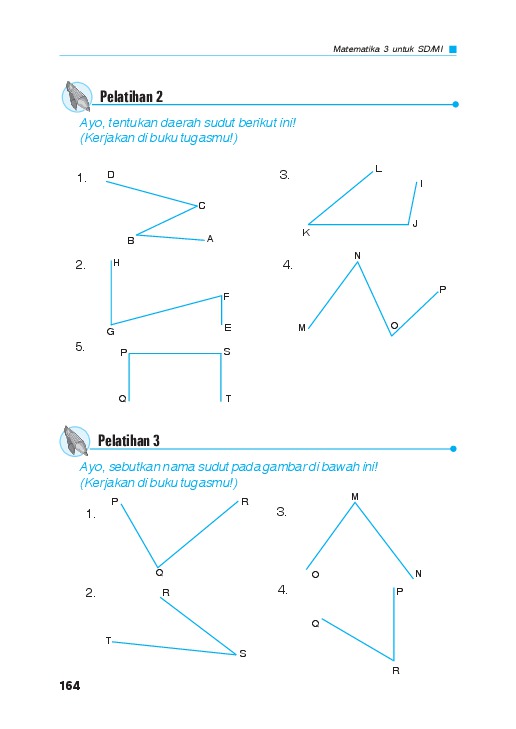 Matematika 3 untuk SD/MI
Pelatihan 2
Ayo, tentukan daerah sudut berikut ini!
(Kerjakan di buku tugasmu!)
1.
D
C
B
A
2.
H
F
G
E
5.
P
S
Q
T
3.
L
I
K
J
4.
N
P
M
O
Pelatihan 3
Ayo, sebutkan nama sudut pada gambar di bawah ini!
(Kerjakan di buku tugasmu!)
1.
P
R
Q
2.
R
T
S
3.
M
O
N
4.
P
Q
R
164